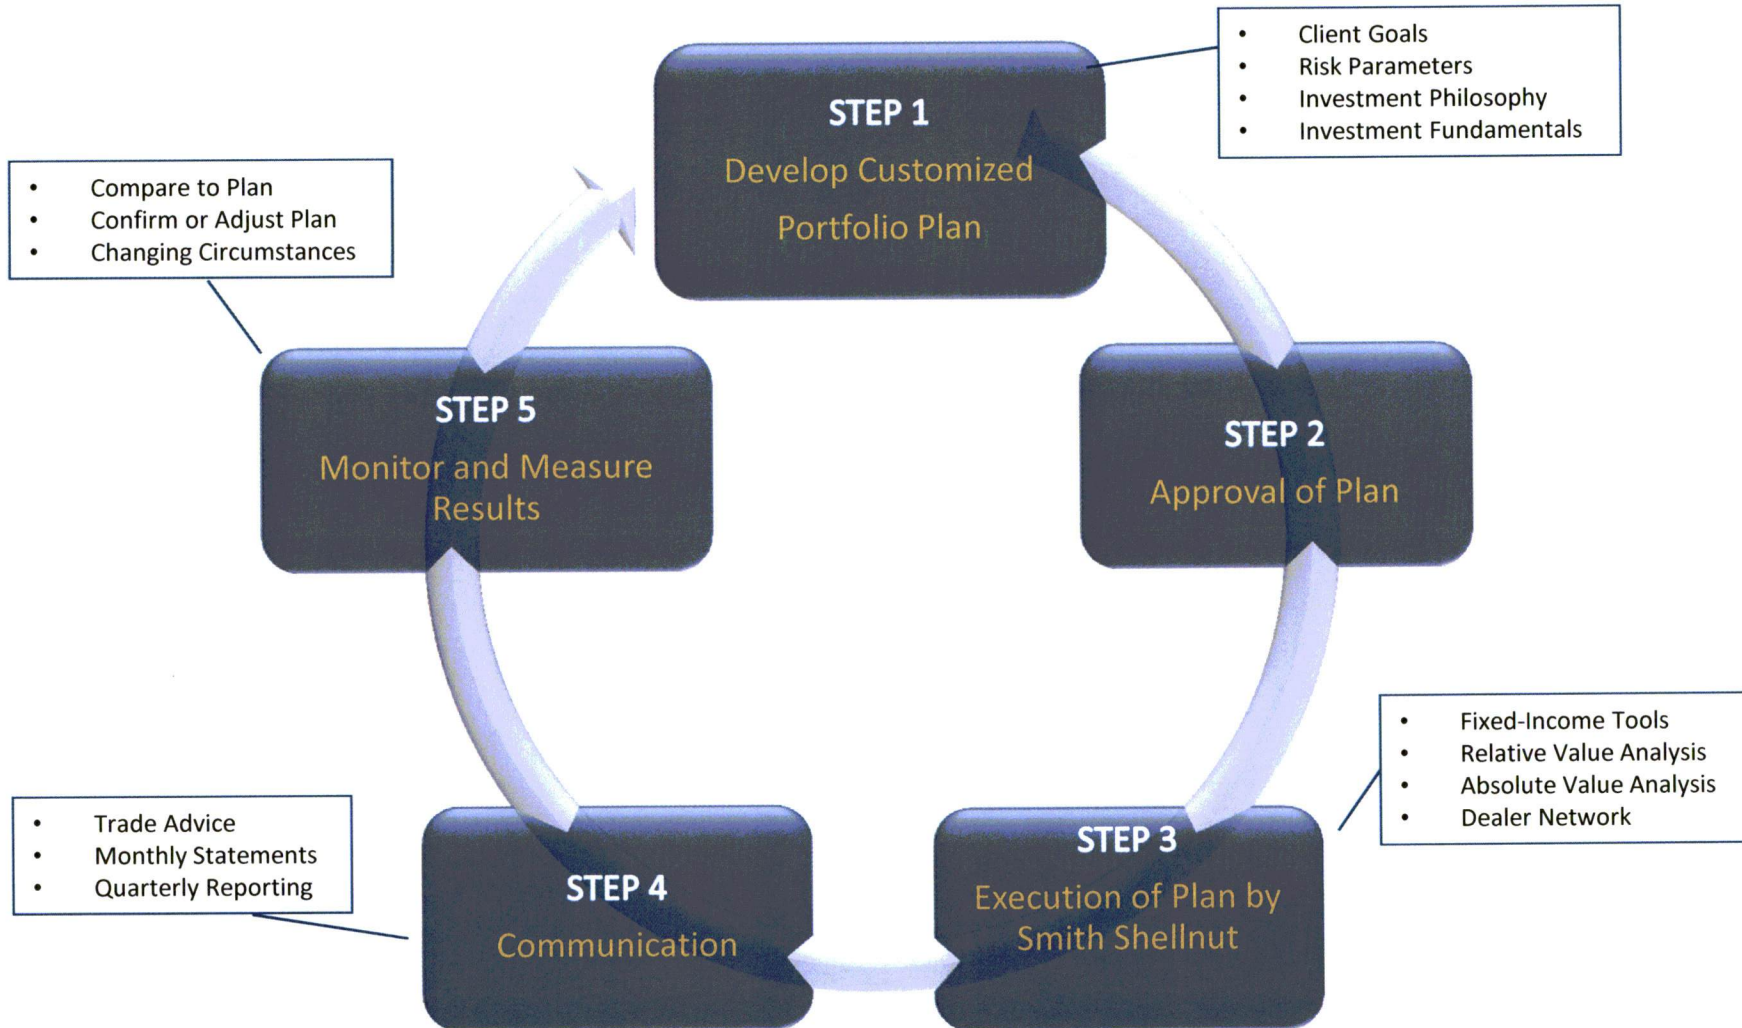 STEP 1
Develop Customized
Portfolio Plan
• Client Goals
• Risk Parameters
• Investment Philosophy
• Investment Fundamentals
STEP 2
Approval of Plan
STEP 3
Execution of Plan by
Smith Shellnut
• Fixed-Income Tools
• Relative Value Analysis
• Absolute Value Analysis
• Dealer Network
STEP 4
Communication
• Trade Advice
• Monthly Statements
• Quarterly Reporting
STEP 5
Monitor and Measure
Results
• Compare to Plan
• Confirm or Adjust Plan
• Changing Circumstances